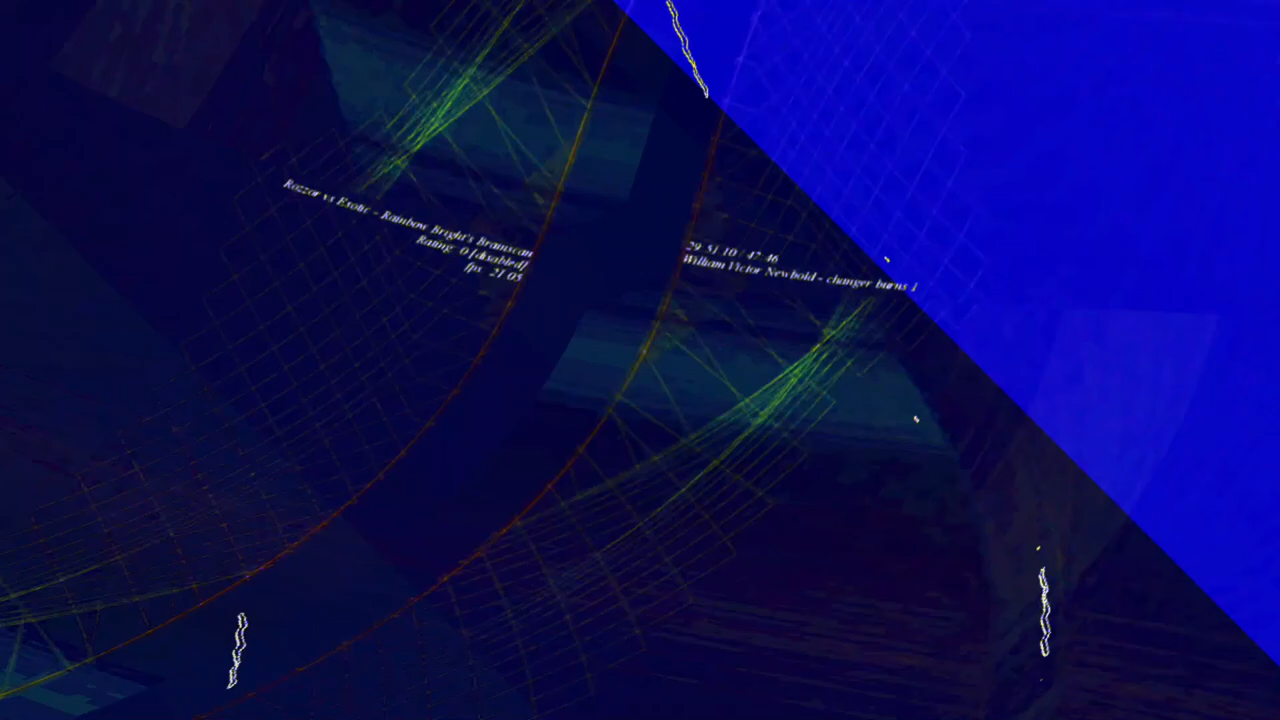 Rozzor vs Exotic - Rainbow Bright's Brainscan
Rating: 0 [disabled]
fps: 21.05
29.51 10 / 47.46
William Victor Newbold - changer burns 1